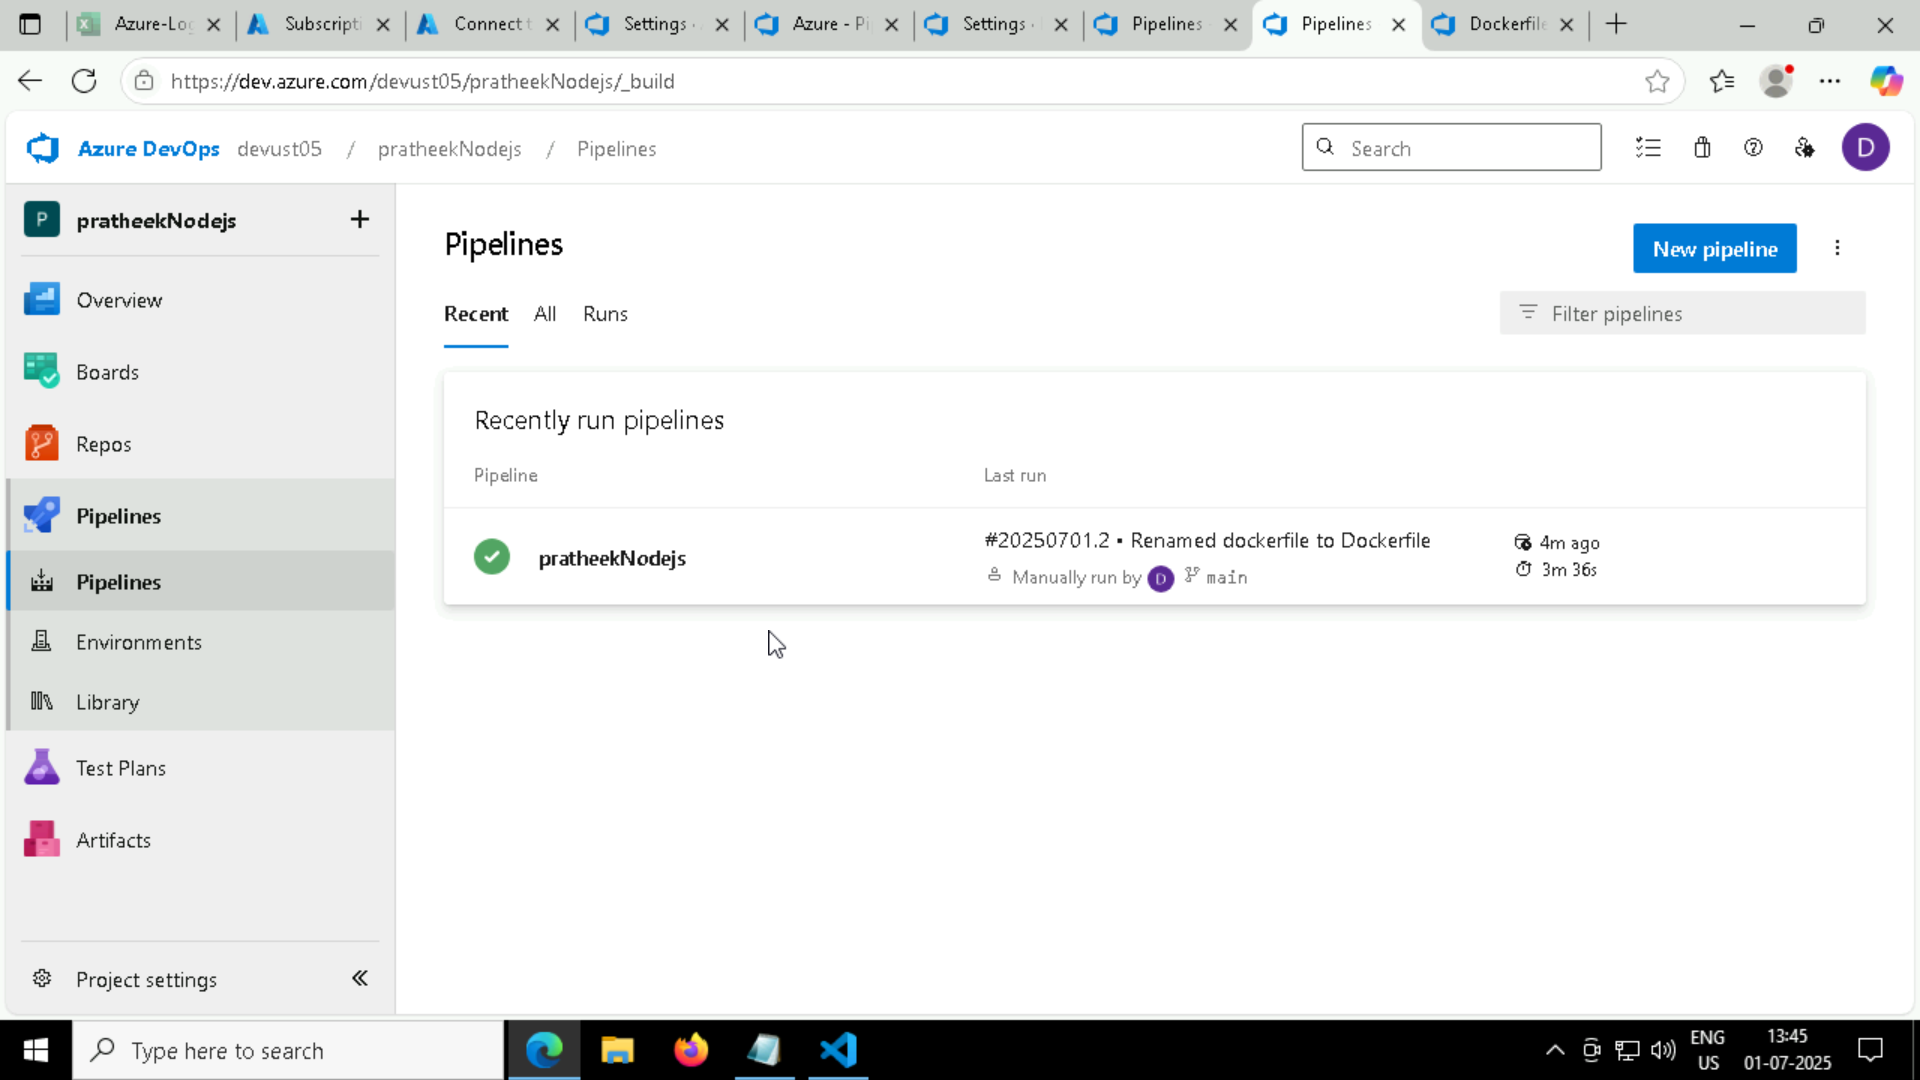 Azure-Log
Subscripti
Connect t
Settings ·
Azure - Pi
Settings ·
Pipelines
Pipelines
Dockerfile
https://dev.azure.com/devust05/pratheekNodejs/_build
Azure DevOps devust05 / pratheekNodejs / Pipelines
Search
D
P pratheekNodejs +
Overview
Boards
Repos
Pipelines
Pipelines
Environments
Library
Test Plans
Artifacts
Project settings
Pipelines
New pipeline
Recent All Runs
Filter pipelines
Recently run pipelines
Pipeline Last run
pratheekNodejs
#20250701.2 • Renamed dockerfile to Dockerfile
Manually run by D main
4m ago
3m 36s
Type here to search
ENG
US
13:45
01-07-2025